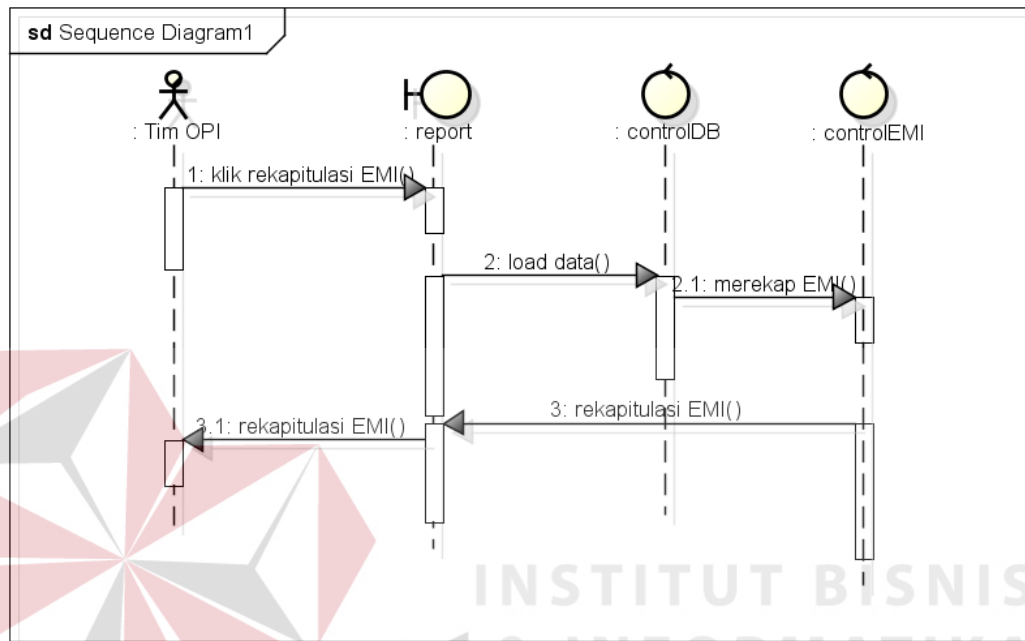 sd Sequence Diagram1
: Tim OPI
: report
: controlDB
: controlEMI
1: klik rekapitulasi EMI()
2: load data()
2.1: merekap EMI()
3: rekapitulasi EMI()
3.1: rekapitulasi EMI()
INSTITUT BISNIS
& INFORMATIKA